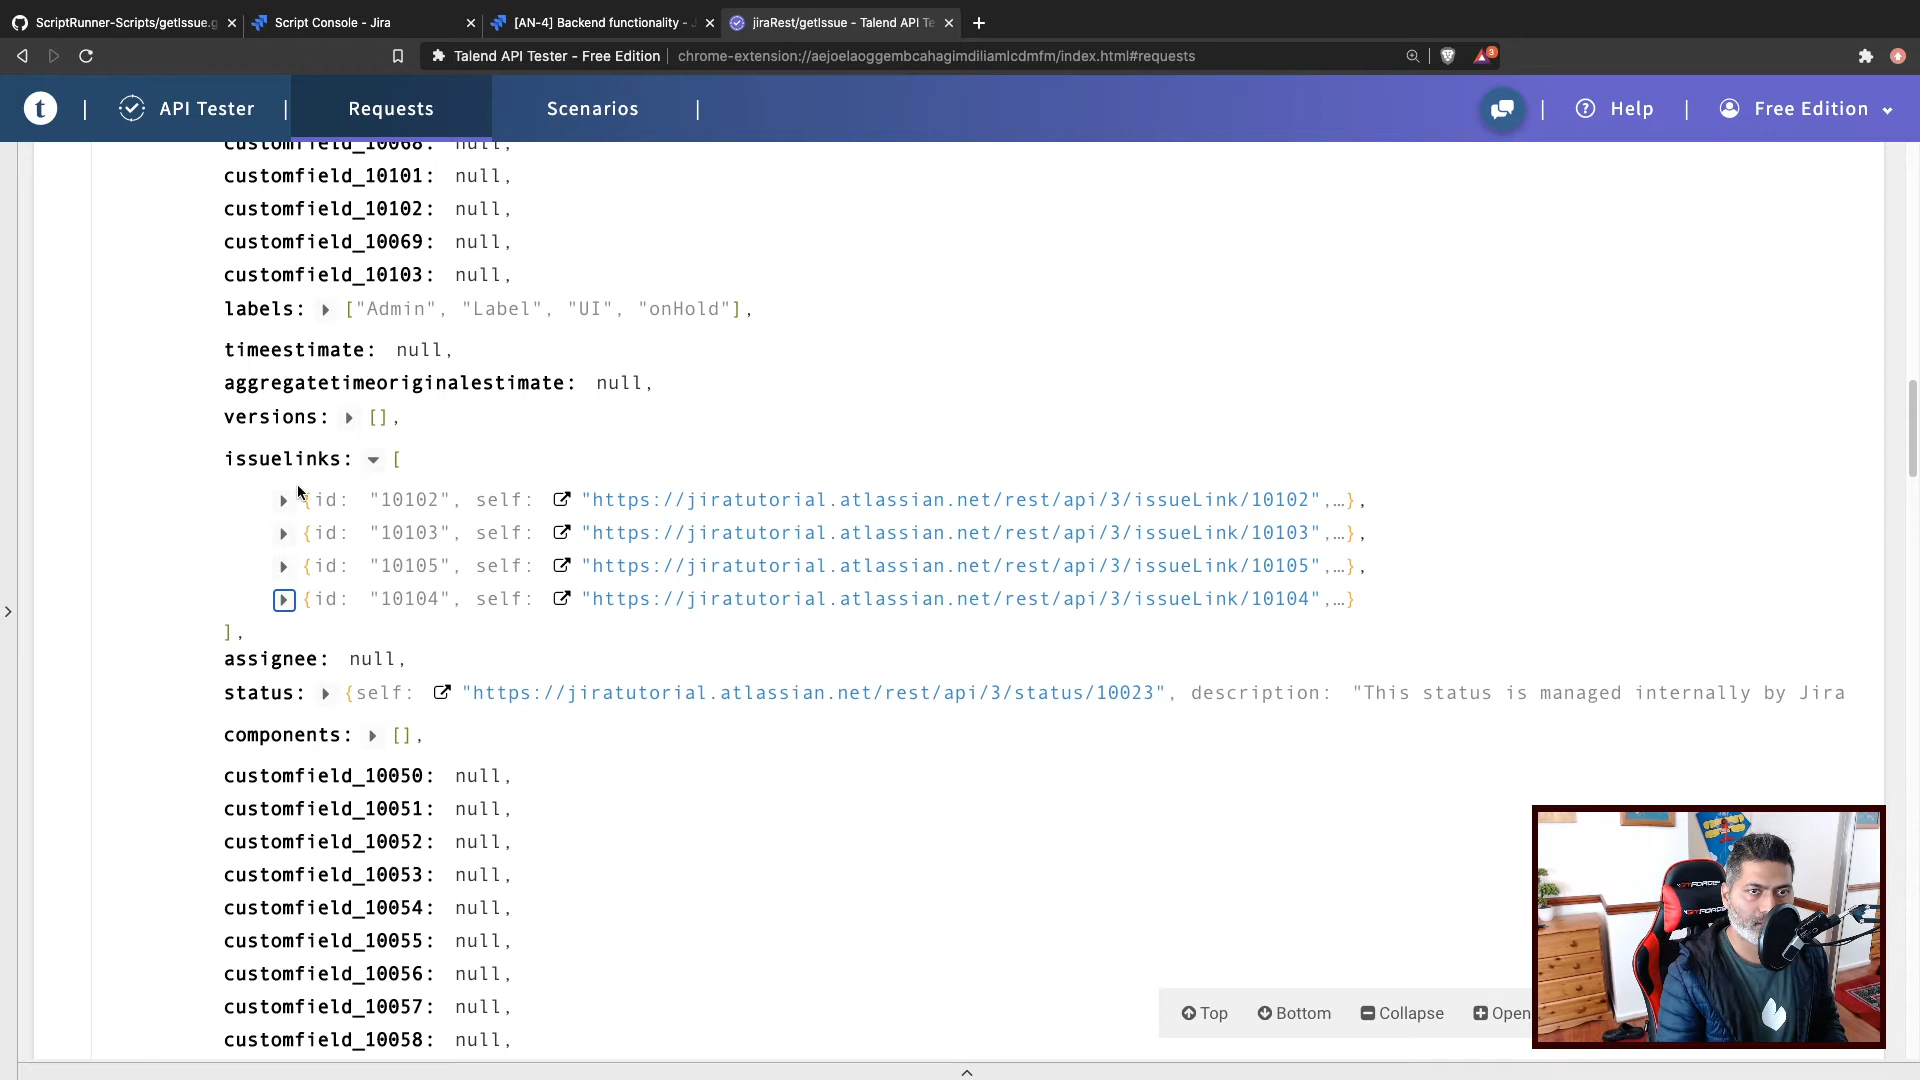 ScriptRunner-Scripts/getIssue.g
Script Console - Jira
[AN-4] Backend functionality - J
jiraRest/getIssue - Talend API Te
Talend API Tester - Free Edition
chrome-extension://aejoelaoggembcahagimdiliamlcdmfm/index.html#requests
3
t
API Tester
Requests
Scenarios
Help
Free Edition
customfield_10068: null,
customfield_10101: null,
customfield_10102: null,
customfield_10069: null,
customfield_10103: null,
labels: ["Admin", "Label", "UI", "onHold"],
timeestimate: null,
aggregatetimeoriginalestimate: null,
versions: [],
issuelinks: [
{id: "10102", self: "https://jiratutorial.atlassian.net/rest/api/3/issueLink/10102",…},
{id: "10103", self: "https://jiratutorial.atlassian.net/rest/api/3/issueLink/10103",…},
{id: "10105", self: "https://jiratutorial.atlassian.net/rest/api/3/issueLink/10105",…},
{id: "10104", self: "https://jiratutorial.atlassian.net/rest/api/3/issueLink/10104",…}
],
assignee: null,
status: {self: "https://jiratutorial.atlassian.net/rest/api/3/status/10023", description: "This status is managed internally by Jira
components: [],
customfield_10050: null,
customfield_10051: null,
customfield_10052: null,
customfield_10053: null,
customfield_10054: null,
customfield_10055: null,
customfield_10056: null,
customfield_10057: null,
customfield_10058: null,
Top
Bottom
Collapse
Open